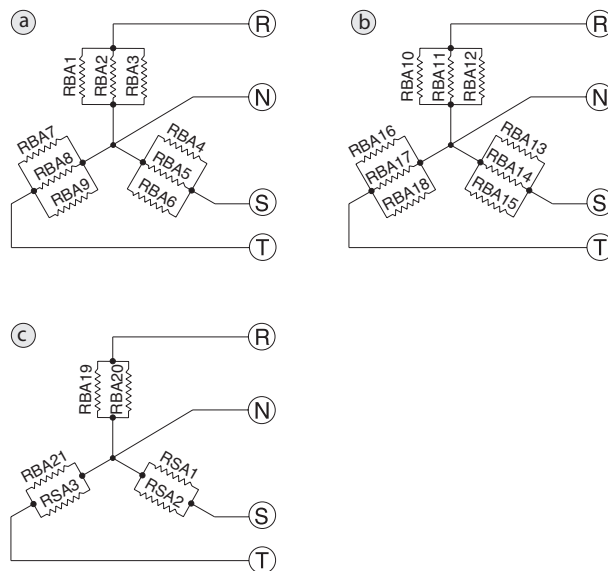 a
R
RBA1
RBA2
RBA3
N
RBA7
RBA8
RBA9
RBA4
RBA5
RBA6
S
T
b
R
RBA10
RBA11
RBA12
N
RBA16
RBA17
RBA18
RBA13
RBA14
RBA15
S
T
c
R
RBA19
RBA20
N
RBA21
RSA3
RSA1
RSA2
S
T